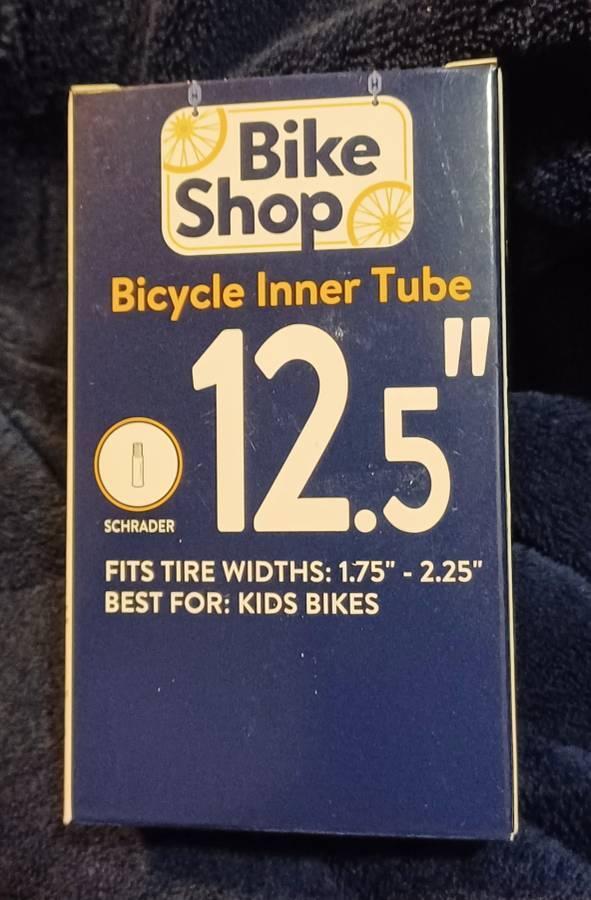 Bike
Shop
Bicycle Inner Tube
12.5"
SCHRADER
FITS TIRE WIDTHS: 1.75" - 2.25"
BEST FOR: KIDS BIKES